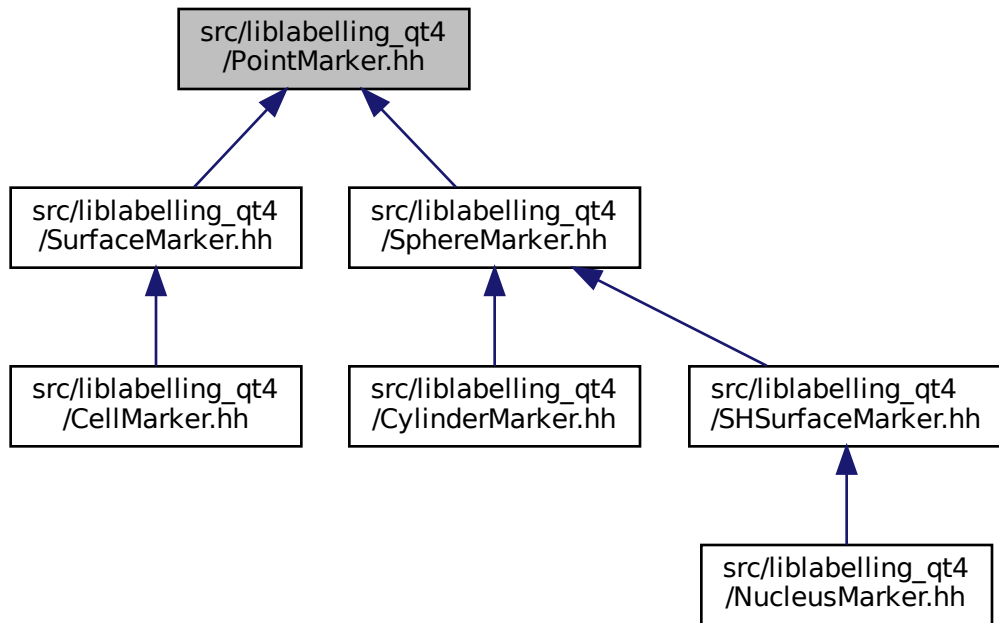 src/liblabelling_qt4
/PointMarker.hh
src/liblabelling_qt4
/SurfaceMarker.hh
src/liblabelling_qt4
/SphereMarker.hh
src/liblabelling_qt4
/CellMarker.hh
src/liblabelling_qt4
/CylinderMarker.hh
src/liblabelling_qt4
/SHSurfaceMarker.hh
src/liblabelling_qt4
/NucleusMarker.hh